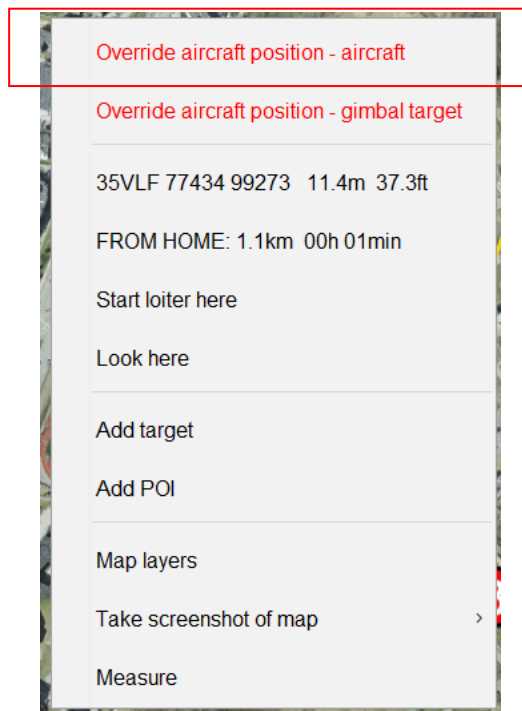 Override aircraft position - aircraft
Override aircraft position - gimbal target
35VLF 77434 99273 11.4m 37.3ft
FROM HOME: 1.1km 00h 01min
Start loiter here
Look here
Add target
Add POI
Map layers
Take screenshot of map
Measure